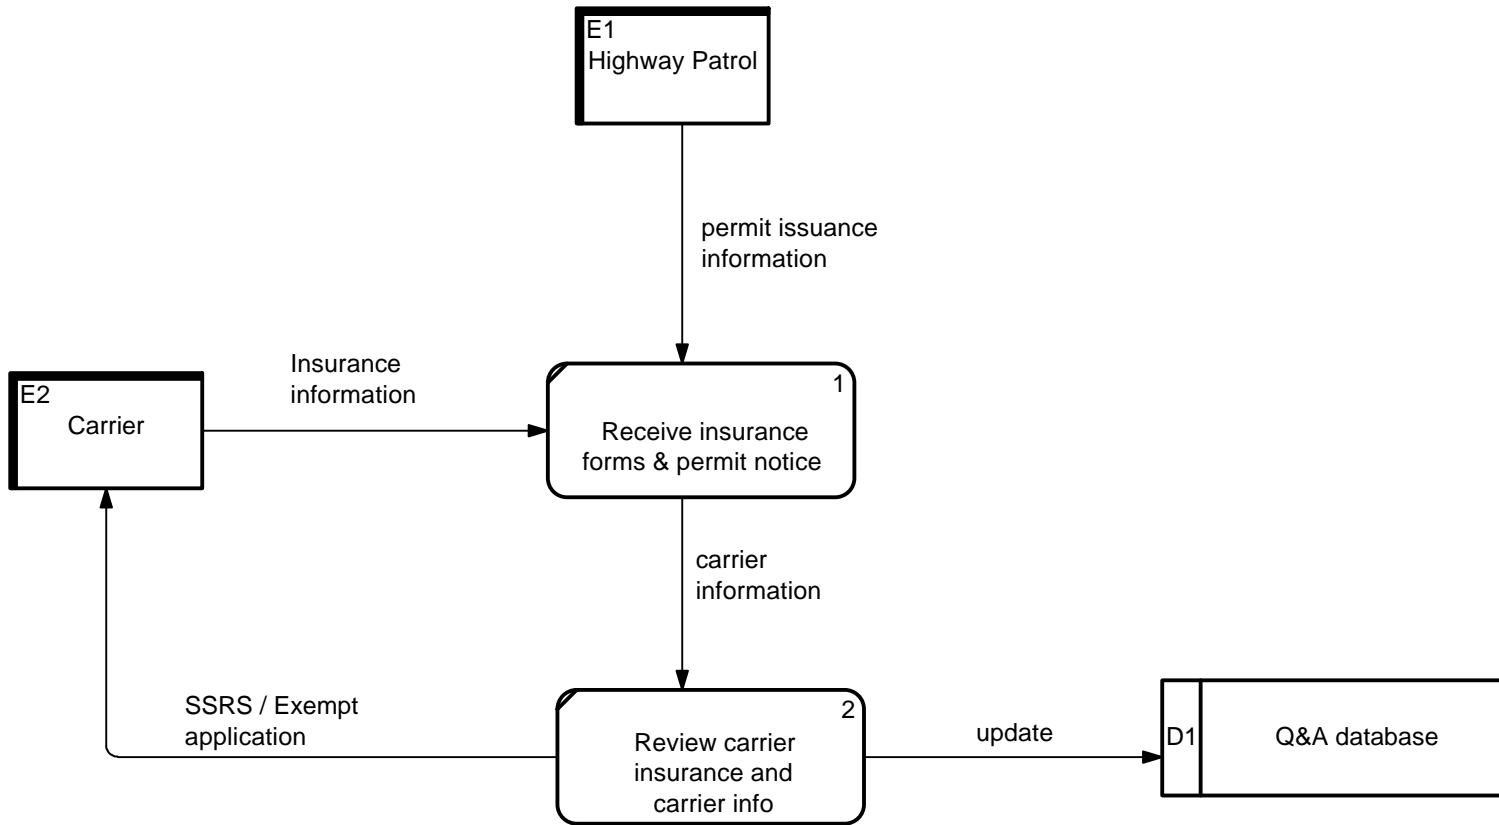 E1
Highway Patrol
permit issuance
information
Insurance
information
E2
Carrier
1
Receive insurance
forms & permit notice
carrier
information
SSRS / Exempt
application
2
Review carrier
insurance and
carrier info
update
D1
Q&A database